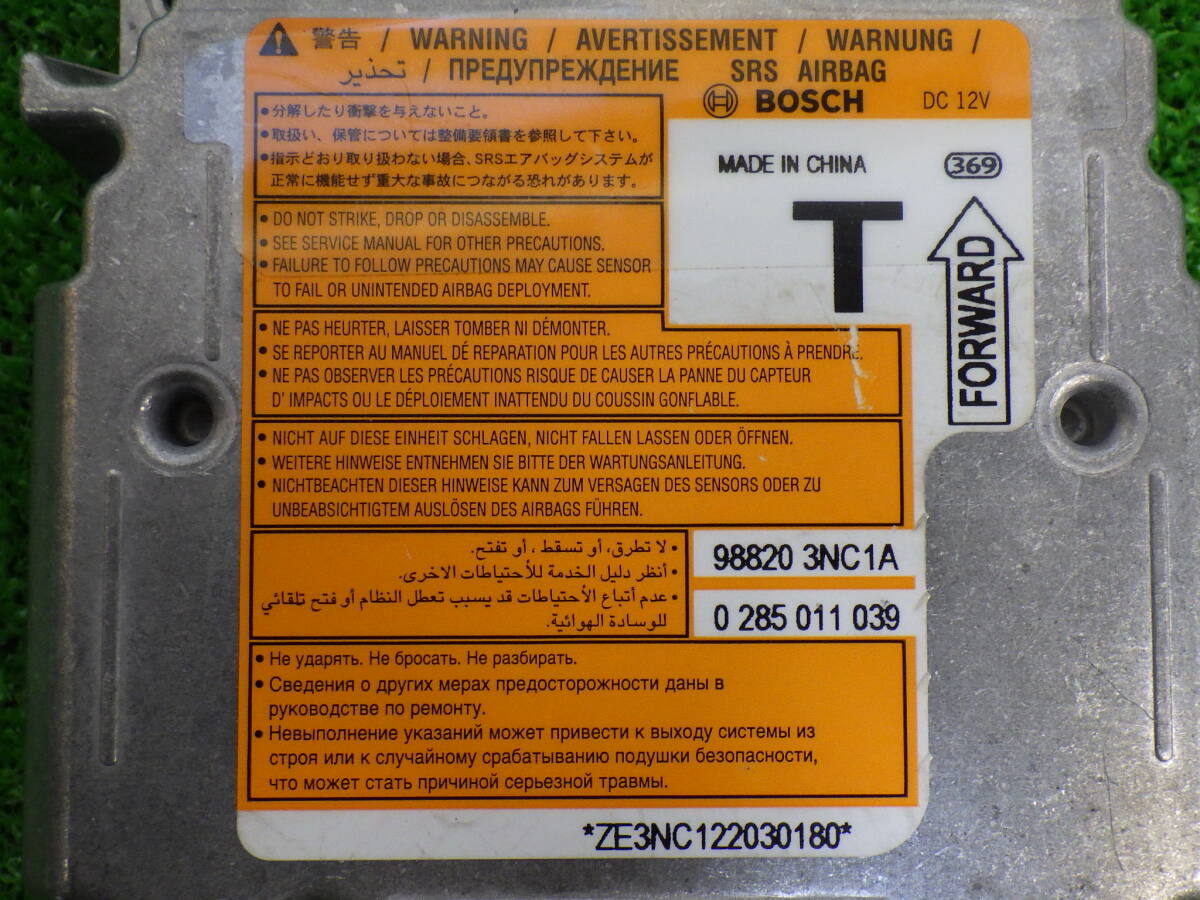 警告 / WARNING / AVERTISSEMENT / WARNUNG /
تحذير / ПРЕДУПРЕЖДЕНИЕ SRS AIRBAG
BOSCH DC 12V
●分解したり衝撃を与えないこと。
●取扱い、保管については整備要領書を参照して下さい。
●指示どおり取り扱わない場合、SRSエアバッグシステムが
正常に機能せず重大な事故につながる恐れがあります。
MADE IN CHINA 369
T
FORWARD
• DO NOT STRIKE, DROP OR DISASSEMBLE.
• SEE SERVICE MANUAL FOR OTHER PRECAUTIONS.
• FAILURE TO FOLLOW PRECAUTIONS MAY CAUSE SENSOR
TO FAIL OR UNINTENDED AIRBAG DEPLOYMENT.
• NE PAS HEURTER, LAISSER TOMBER NI DÉMONTER.
• SE REPORTER AU MANUEL DÉ REPARATION POUR LES AUTRES PRÉCAUTIONS À PRENDRE.
• NE PAS OBSERVER LES PRÉCAUTIONS RISQUE DE CAUSER LA PANNE DU CAPTEUR
D' IMPACTS OU LE DÉPLOIEMENT INATTENDU DU COUSSIN GONFLABLE.
• NICHT AUF DIESE EINHEIT SCHLAGEN, NICHT FALLEN LASSEN ODER ÖFFNEN.
• WEITERE HINWEISE ENTNEHMEN SIE BITTE DER WARTUNGSANLEITUNG.
• NICHTBEACHTEN DIESER HINWEISE KANN ZUM VERSAGEN DES SENSORS ODER ZU
UNBEABSICHTIGTEM AUSLÖSEN DES AIRBAGS FÜHREN.
• لا تطرق، أو تسقط ، أو تفتح.
• أنظر دليل الخدمة للأحتياطات الاخرى.
• عدم أتباع الأحتياطات قد يسبب تعطل النظام أو فتح تلقائي
للوسادة الهوائية.
98820 3NC1A
0 285 011 039
• Не ударять. Не бросать. Не разбирать.
• Сведения о других мерах предосторожности даны в
руководстве по ремонту.
• Невыполнение указаний может привести к выходу системы из
строя или к случайному срабатыванию подушки безопасности,
что может стать причиной серьезной травмы.
*ZE3NC122030180*